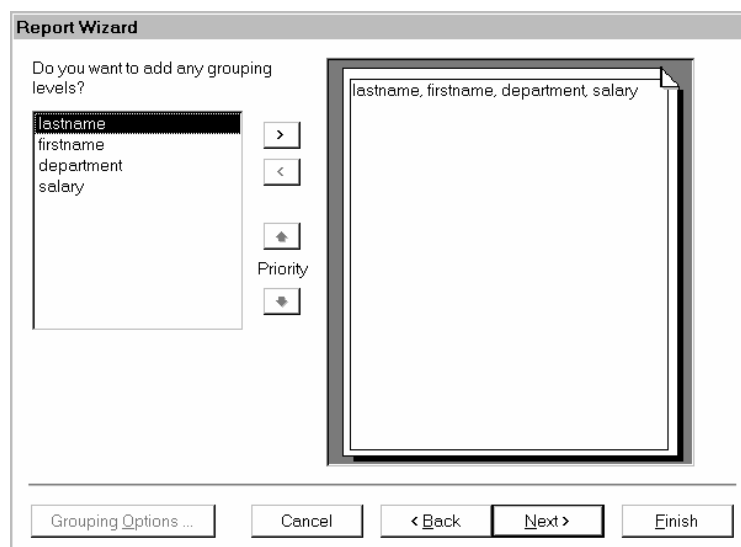 Report Wizard
Do you want to add any grouping
levels?
lastname
firstname
department
salary
>
<
Priority
lastname, firstname, department, salary
Grouping Options ...
Cancel
< Back
Next >
Finish